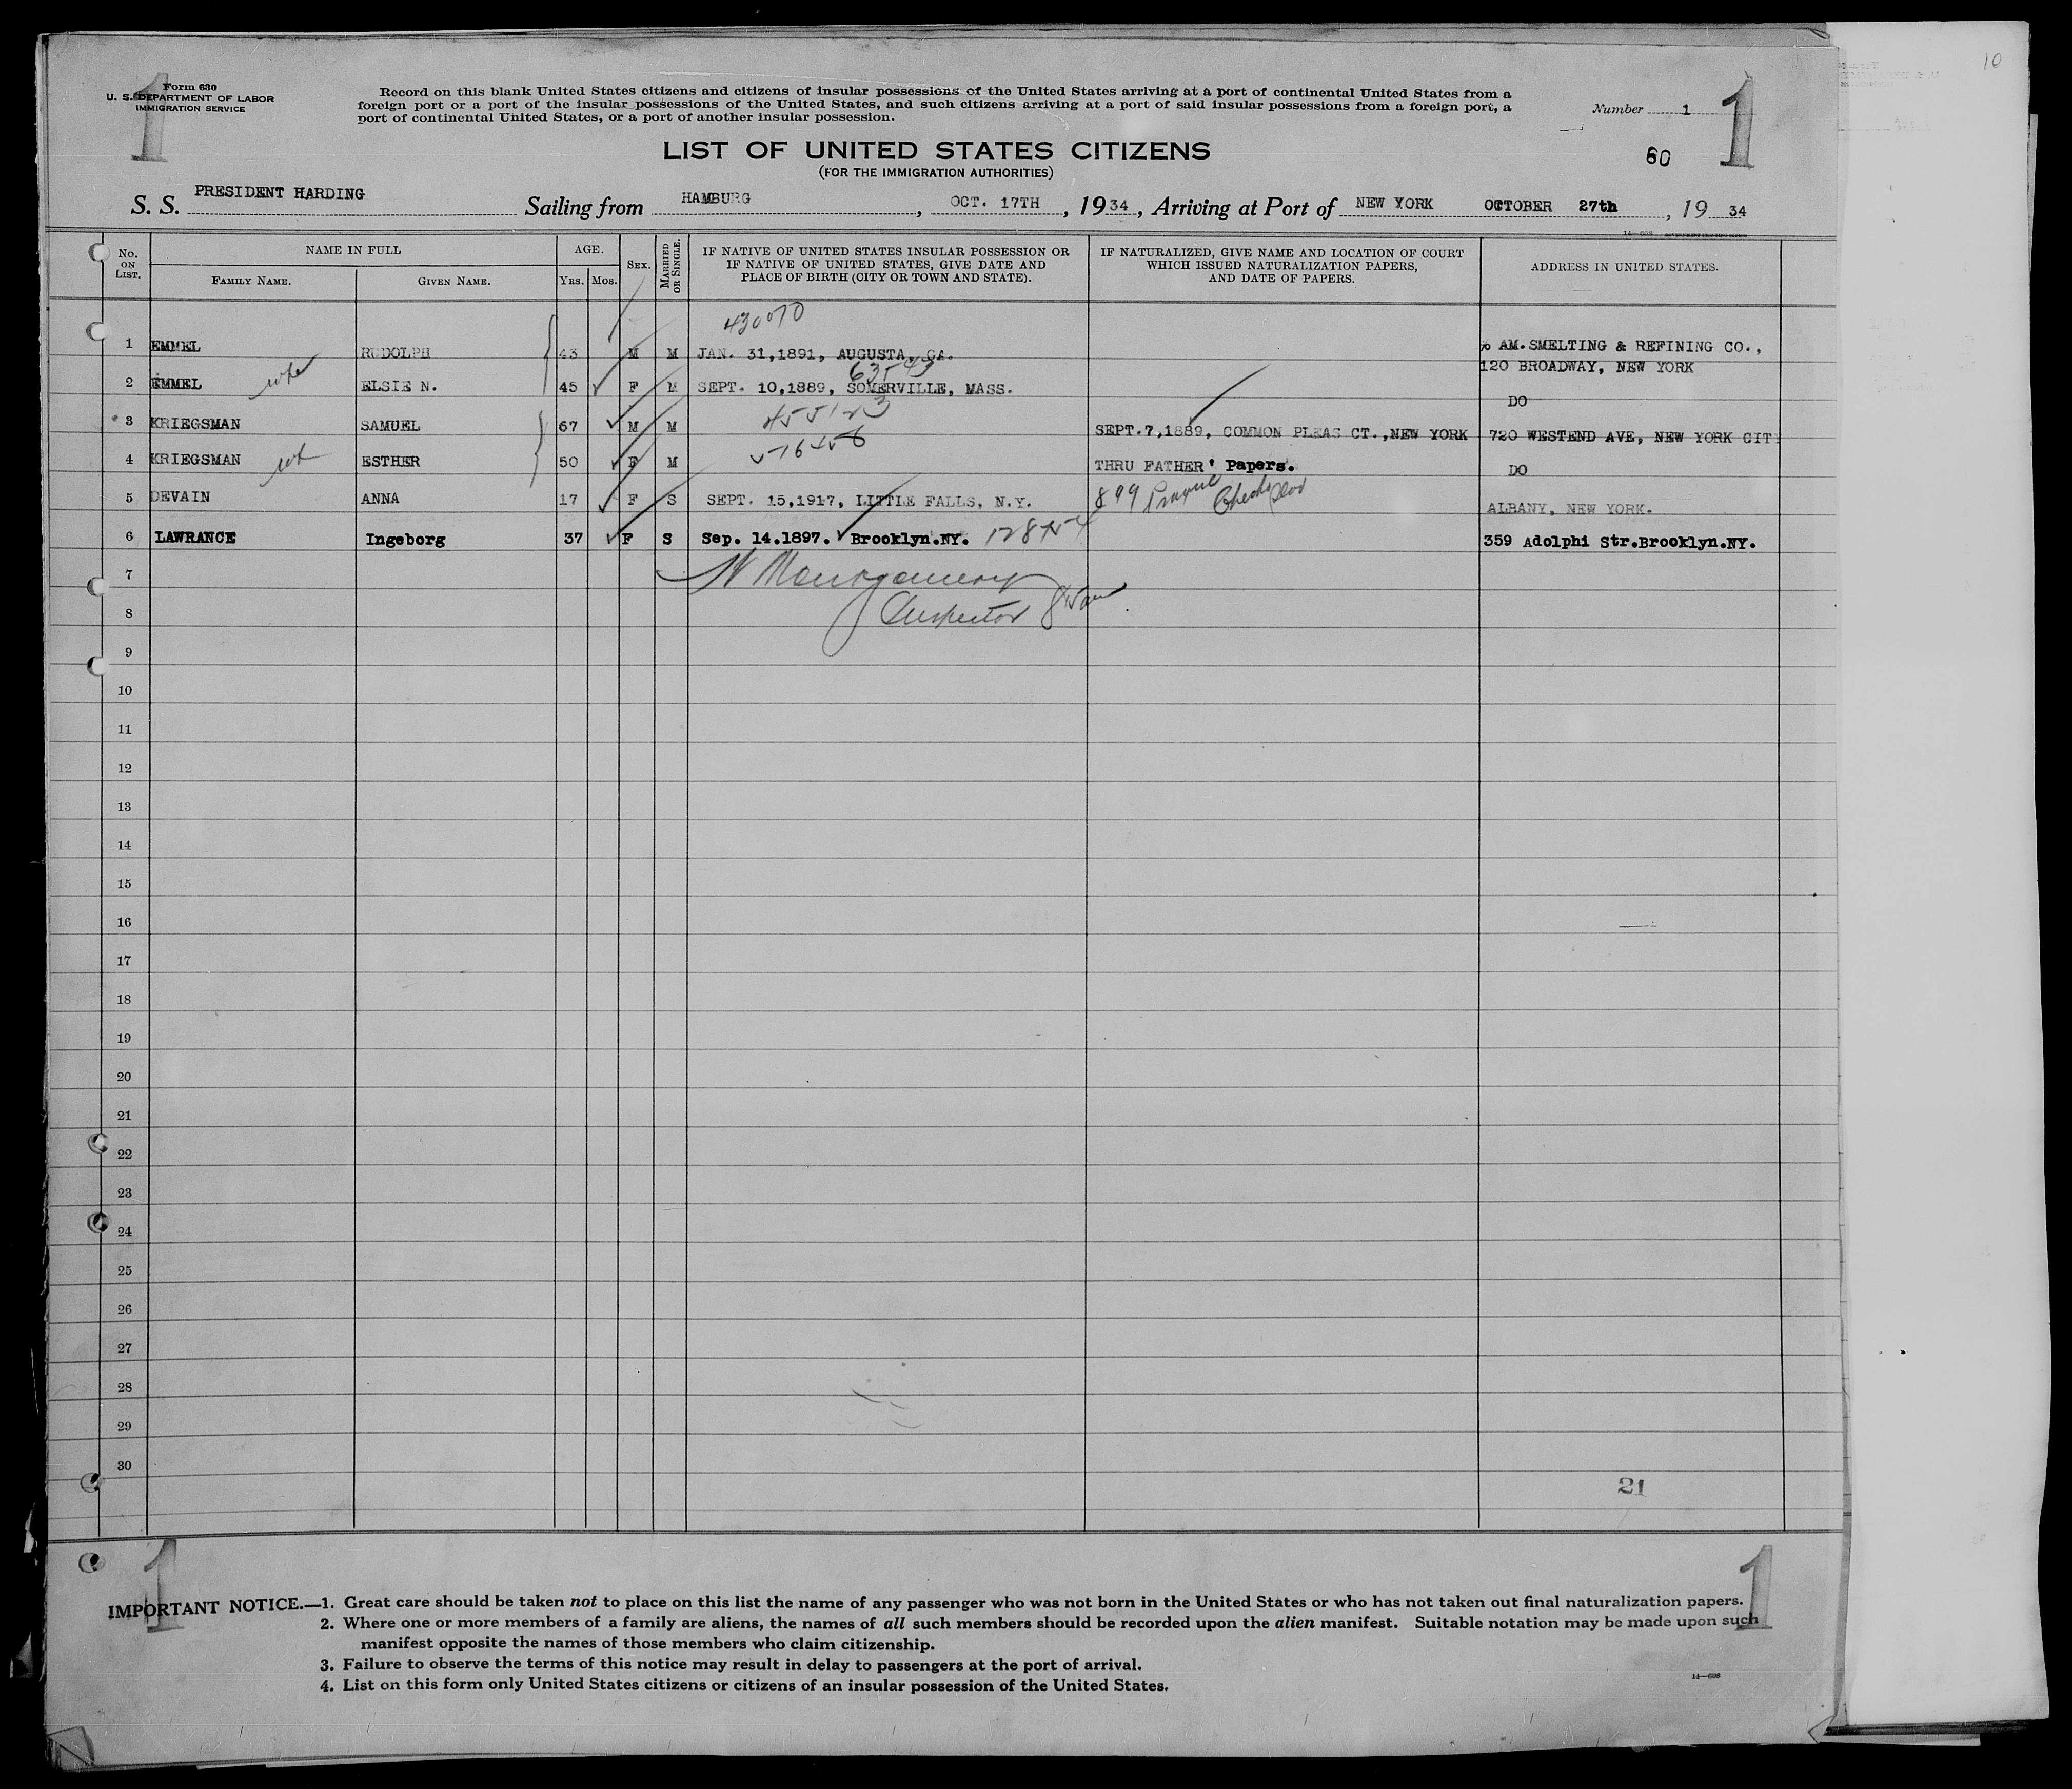 10
1
1
Form 630
U. S. DEPARTMENT OF LABOR
IMMIGRATION SERVICE
Record on this blank United States citizens and citizens of insular possessions of the United States arriving at a port of continental United States from a
foreign port or a port of the insular possessions of the United States, and such citizens arriving at a port of said insular possessions from a foreign port, a
port of continental United States, or a port of another insular possession.
Number 1
LIST OF UNITED STATES CITIZENS
60
(FOR THE IMMIGRATION AUTHORITIES)
S. S. PRESIDENT HARDING Sailing from HAMBURG, OCT. 17TH, 1934, Arriving at Port of NEW YORK OCTOBER 27th, 19 34
No. ON LIST. NAME IN FULL AGE. SEX. MARRIED OR SINGLE. IF NATIVE OF UNITED STATES INSULAR POSSESSION OR IF NATIVE OF UNITED STATES, GIVE DATE AND PLACE OF BIRTH (CITY OR TOWN AND STATE). IF NATURALIZED, GIVE NAME AND LOCATION OF COURT WHICH ISSUED NATURALIZATION PAPERS, AND DATE OF PAPERS. ADDRESS IN UNITED STATES.
FAMILY NAME. GIVEN NAME. YRS. MOS.
430070
1 EMMEL RUDOLPH 43 M M JAN. 31,1891, AUGUSTA, GA. % AM.SMELTING & REFINING CO.,
120 BROADWAY, NEW YORK
63543
2 EMMEL ELSIE N. 45 F M SEPT. 10,1889, SOMERVILLE, MASS. DO
3 KRIEGSMAN SAMUEL 67 M M SEPT.7,1889, COMMON PLEAS CT.,NEW YORK 720 WESTEND AVE, NEW YORK CITY
4 KRIEGSMAN ESTHER 50 F M THRU FATHER' Papers. DO
5 DEVAIN ANNA 17 F S SEPT. 15,1917, LITTLE FALLS, N.Y. 899 ALBANY, NEW YORK.
6 LAWRANCE Ingeborg 37 F S Sep. 14.1897. Brooklyn.NY. 359 Adolphi Str.Brooklyn.NY.
7 Montgomery
8 Inspector
9
10
11
12
13
14
15
16
17
18
19
20
21
22
23
24
25
26
27
28
29
30
21
1
1
IMPORTANT NOTICE.—1. Great care should be taken not to place on this list the name of any passenger who was not born in the United States or who has not taken out final naturalization papers.
2. Where one or more members of a family are aliens, the names of all such members should be recorded upon the alien manifest. Suitable notation may be made upon such
manifest opposite the names of those members who claim citizenship.
3. Failure to observe the terms of this notice may result in delay to passengers at the port of arrival.
4. List on this form only United States citizens or citizens of an insular possession of the United States.